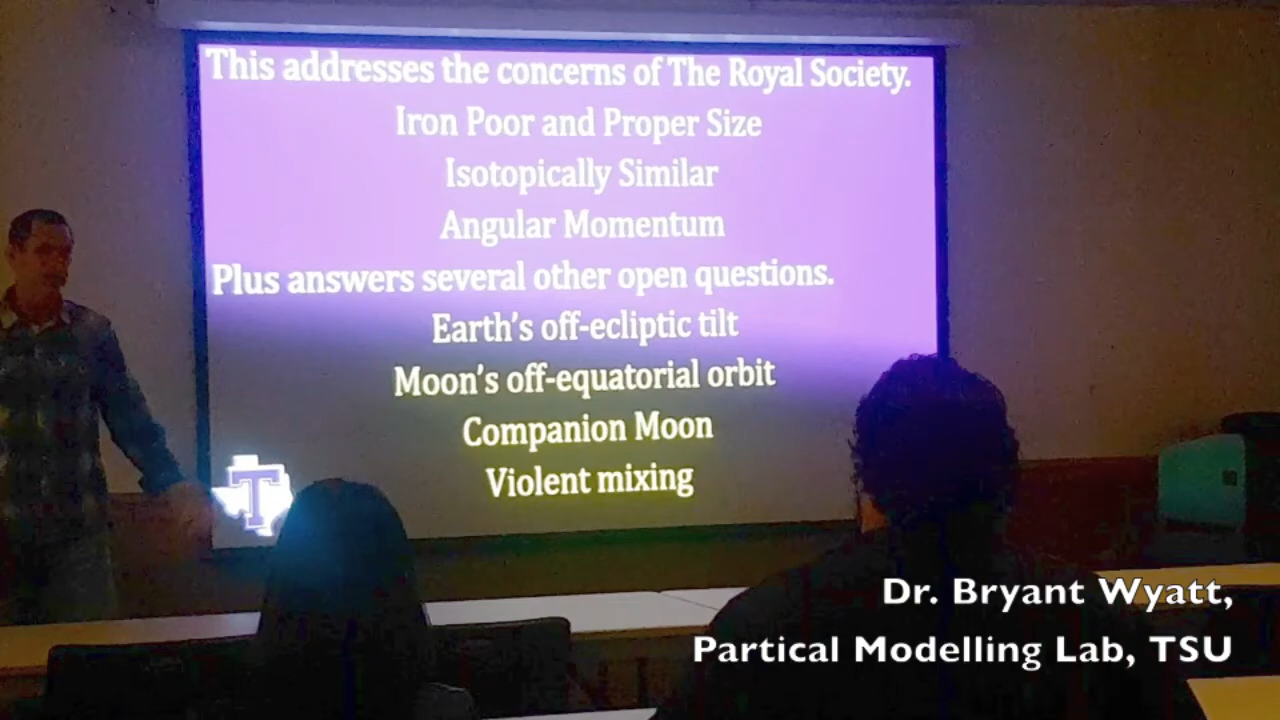 This addresses the concerns of The Royal Society.
Iron Poor and Proper Size
Isotopically Similar
Angular Momentum
Plus answers several other open questions.
Earth's off-ecliptic tilt
Moon's off-equatorial orbit
Companion Moon
Violent mixing
T
Dr. Bryant Wyatt,
Partical Modelling Lab, TSU